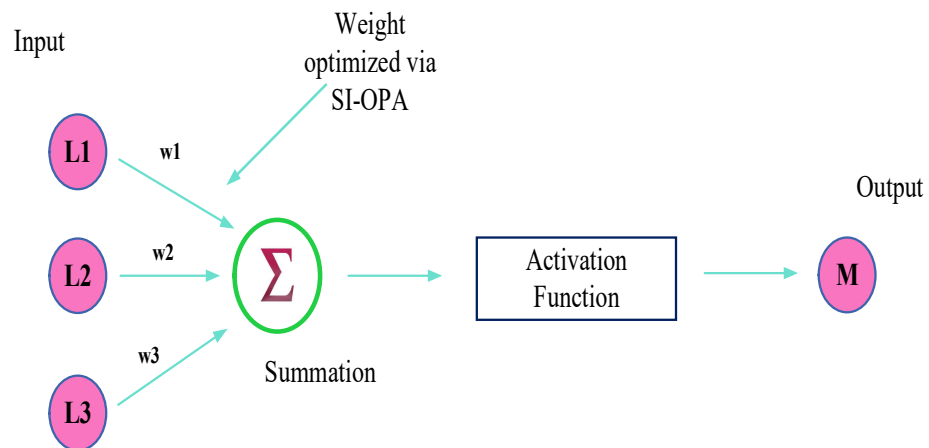 Input
Weight
optimized via
SI-OPA
L1
w1
Output
L2
w2
Σ
Activation
Function
M
w3
Summation
L3